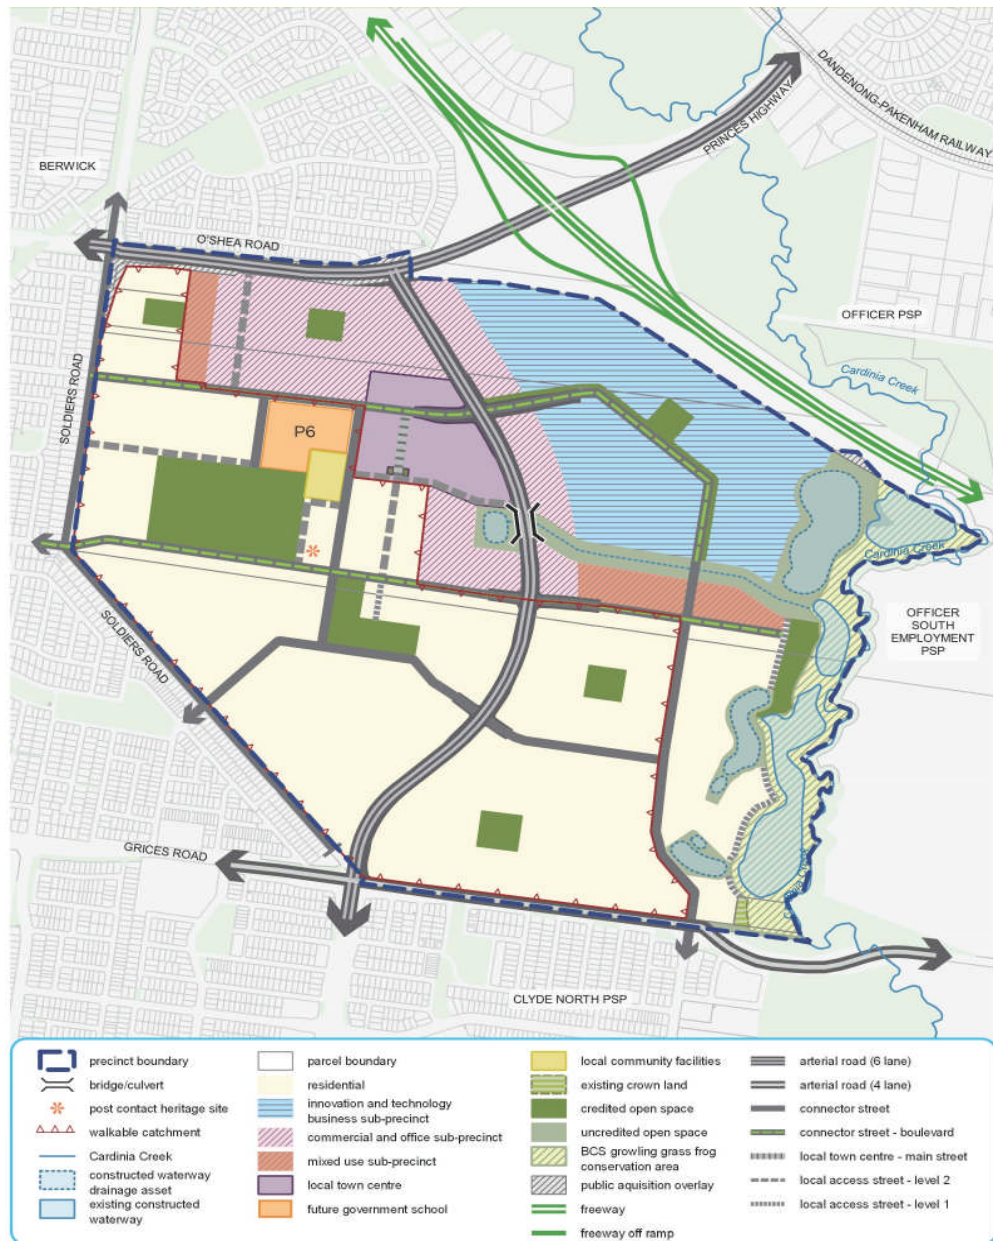 DANDENONG-PAKENHAM RAILWAY
PRINCES HIGHWAY
BERWICK
O'SHEA ROAD
OFFICER PSP
Cardinia Creek
SOLDIERS ROAD
P6
Cardinia Creek
OFFICER
SOUTH
EMPLOYMENT
PSP
SOLDIERS ROAD
GRICES ROAD
CLYDE NORTH PSP
precinct boundary
bridge/culvert
post contact heritage site
walkable catchment
Cardinia Creek
constructed waterway
drainage asset
existing constructed
waterway
parcel boundary
residential
innovation and technology
business sub-precinct
commercial and office sub-precinct
mixed use sub-precinct
local town centre
future government school
local community facilities
existing crown land
credited open space
uncredited open space
BCS growling grass frog
conservation area
public aquisition overlay
freeway
freeway off ramp
arterial road (6 lane)
arterial road (4 lane)
connector street
connector street - boulevard
local town centre - main street
local access street - level 2
local access street - level 1